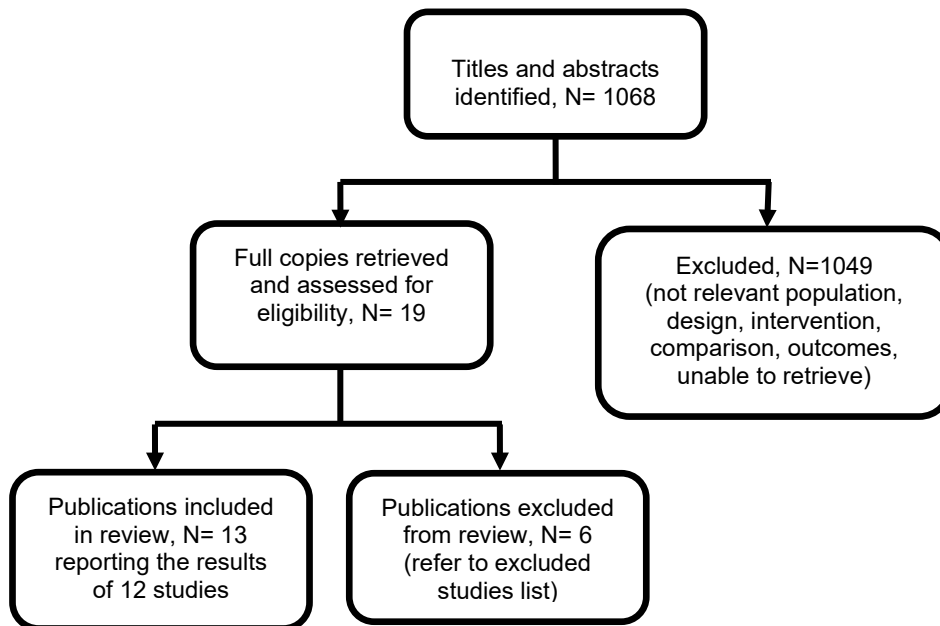 Titles and abstracts
identified, N= 1068
Full copies retrieved
and assessed for
eligibility, N= 19
Excluded, N=1049
(not relevant population,
design, intervention,
comparison, outcomes,
unable to retrieve)
Publications included
in review, N= 13
reporting the results
of 12 studies
Publications excluded
from review, N= 6
(refer to excluded
studies list)